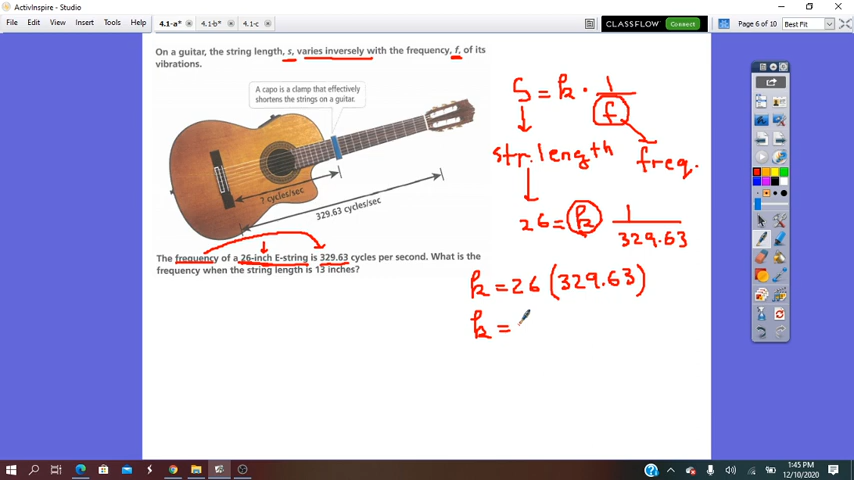 ActivInspire - Studio
File Edit View Insert Tools Help
4.1-a* 4.1-b* 4.1-c
CLASSFLOW Connect
Page 6 of 10 Best Fit
On a guitar, the string length, s, varies inversely with the frequency, f, of its
vibrations.
A capo is a clamp that effectively
shortens the strings on a guitar.
? cycles/sec
329.63 cycles/sec
The frequency of a 26-inch E-string is 329.63 cycles per second. What is the
frequency when the string length is 13 inches?
S = k · 1/f
str. length freq.
26 = k 1/329.63
k = 26 (329.63)
k =
1:45 PM
12/10/2020